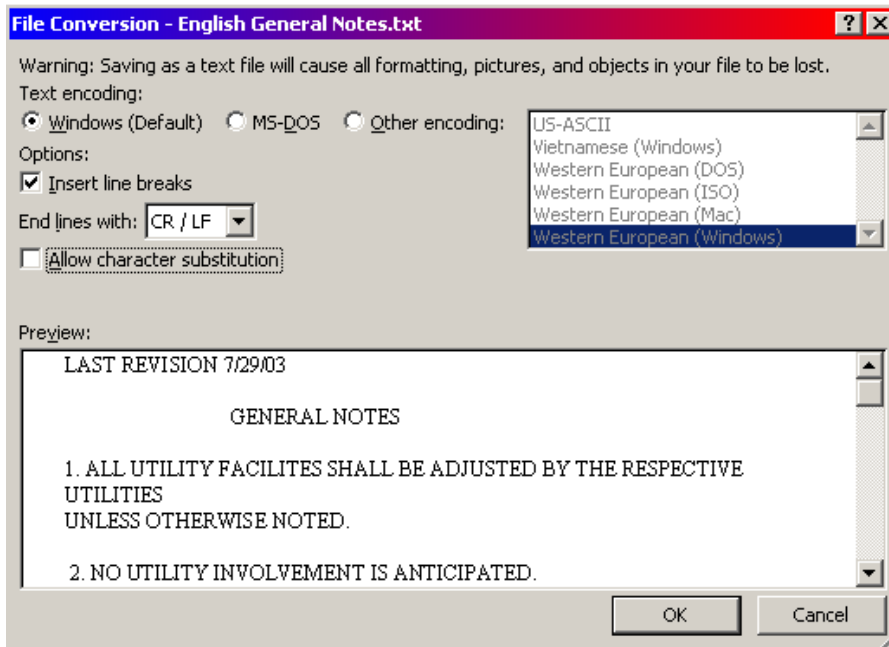 File Conversion - English General Notes.txt
Warning: Saving as a text file will cause all formatting, pictures, and objects in your file to be lost.
Text encoding:
Windows (Default) MS-DOS Other encoding:
US-ASCII
Vietnamese (Windows)
Western European (DOS)
Western European (ISO)
Western European (Mac)
Western European (Windows)
Options:
Insert line breaks
End lines with: CR / LF
Allow character substitution
Preview:
LAST REVISION 7/29/03
GENERAL NOTES
1. ALL UTILITY FACILITES SHALL BE ADJUSTED BY THE RESPECTIVE
UTILITIES
UNLESS OTHERWISE NOTED.
2. NO UTILITY INVOLVEMENT IS ANTICIPATED.
OK Cancel